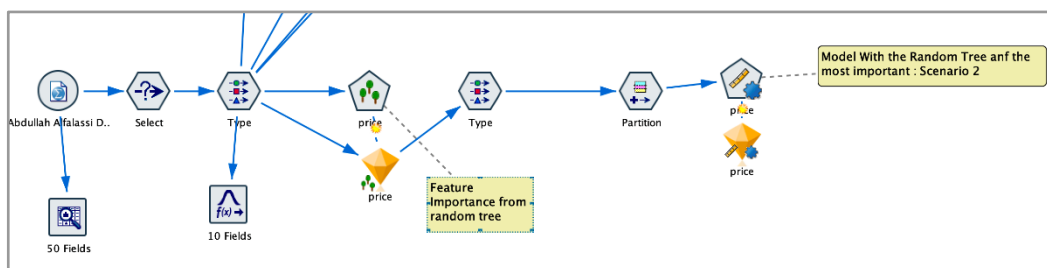 Model With the Random Tree anf the
most important : Scenario 2
Abdullah Alfalassi D..
Select
Type
price
Type
Partition
price
price
price
Feature
Importance from
random tree
50 Fields
10 Fields
f(x)